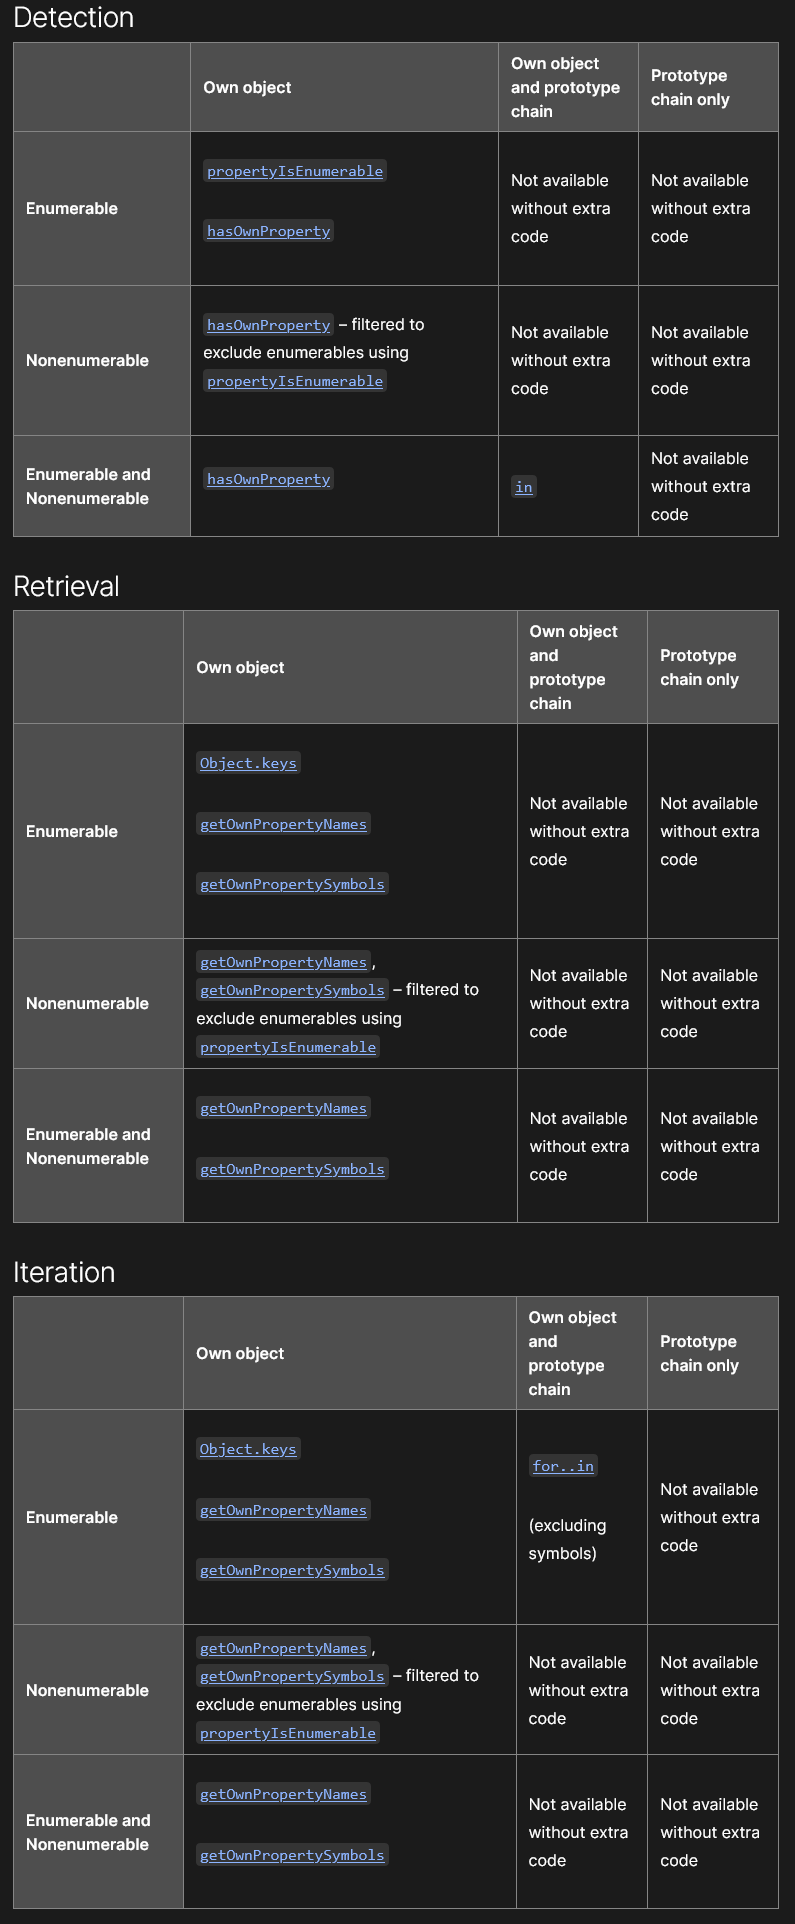 Detection
Own object
Own object
and prototype
chain
Prototype
chain only
Enumerable
propertyIsEnumerable
hasOwnProperty
Not available
without extra
code
Not available
without extra
code
Nonenumerable
hasOwnProperty – filtered to
exclude enumerables using
propertyIsEnumerable
Not available
without extra
code
Not available
without extra
code
Enumerable and
Nonenumerable
hasOwnProperty
in
Not available
without extra
code
Retrieval
Own object
Own object
and
prototype
chain
Prototype
chain only
Enumerable
Object.keys
getOwnPropertyNames
getOwnPropertySymbols
Not available
without extra
code
Not available
without extra
code
Nonenumerable
getOwnPropertyNames,
getOwnPropertySymbols – filtered to
exclude enumerables using
propertyIsEnumerable
Not available
without extra
code
Not available
without extra
code
Enumerable and
Nonenumerable
getOwnPropertyNames
getOwnPropertySymbols
Not available
without extra
code
Not available
without extra
code
Iteration
Own object
Own object
and
prototype
chain
Prototype
chain only
Enumerable
Object.keys
getOwnPropertyNames
getOwnPropertySymbols
for..in
(excluding
symbols)
Not available
without extra
code
Nonenumerable
getOwnPropertyNames,
getOwnPropertySymbols – filtered to
exclude enumerables using
propertyIsEnumerable
Not available
without extra
code
Not available
without extra
code
Enumerable and
Nonenumerable
getOwnPropertyNames
getOwnPropertySymbols
Not available
without extra
code
Not available
without extra
code